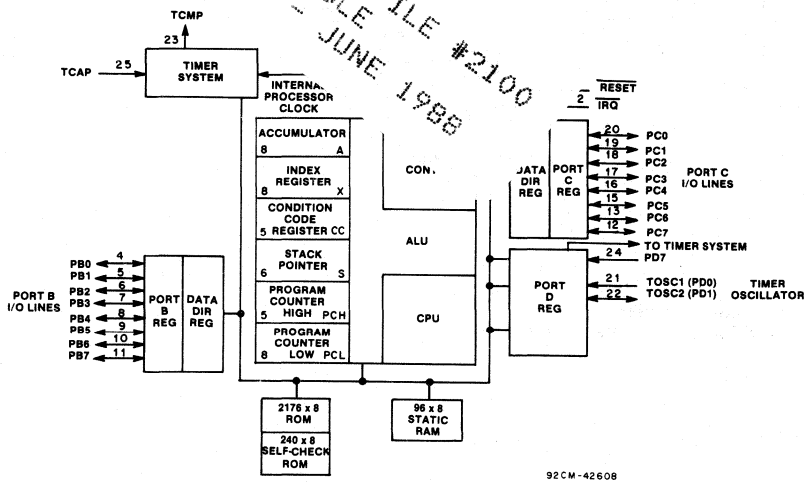 TCMP
23
TCAP
25
TIMER
SYSTEM
ILE #2100
JUNE 1988
INTERNA
PROCESSOR
CLOCK
2
RESET
IRQ
ACCUMULATOR
8 A
INDEX
REGISTER
8 X
CONDITION
CODE
5 REGISTER CC
STACK
POINTER
6 S
PROGRAM
COUNTER
5 HIGH PCH
PROGRAM
COUNTER
8 LOW PCL
CON
ALU
CPU
DATA
DIR
REG
PORT
C
REG
20 PC0
19 PC1
18 PC2
17 PC3
16 PC4
15 PC5
13 PC6
12 PC7
PORT C
I/O LINES
TO TIMER SYSTEM
24 PD7
21 TOSC1 (PD0)
22 TOSC2 (PD1)
TIMER
OSCILLATOR
PORT
D
REG
PORT B
I/O LINES
PB0 4
PB1 5
PB2 6
PB3 7
PB4 8
PB5 9
PB6 10
PB7 11
PORT
B
REG
DATA
DIR
REG
2176 x 8
ROM
240 x 8
SELF-CHECK
ROM
96 x 8
STATIC
RAM
92CM-42608